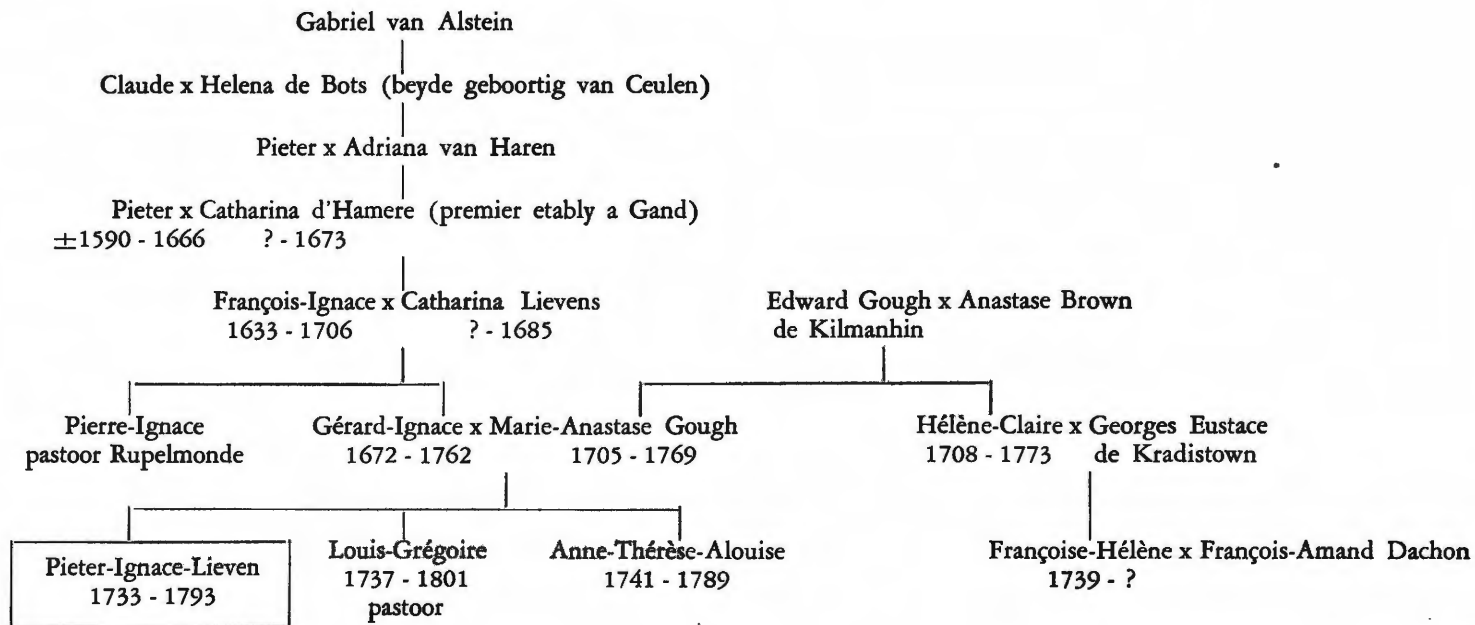 Gabriel van Alstein
Claude x Helena de Bots (beyde geboortig van Ceulen)
Pieter x Adriana van Haren
Pieter x Catharina d'Hamere (premier etably a Gand)
±1590 - 1666 ? - 1673
François-Ignace x Catharina Lievens
1633 - 1706 ? - 1685
Edward Gough x Anastase Brown
de Kilmanhin
Pierre-Ignace
pastoor Rupelmonde
Gérard-Ignace x Marie-Anastase Gough
1672 - 1762 1705 - 1769
Hélène-Claire x Georges Eustace
1708 - 1773 de Kradistown
Pieter-Ignace-Lieven
1733 - 1793
Louis-Grégoire
1737 - 1801
pastoor
Anne-Thérèse-Alouise
1741 - 1789
Françoise-Hélène x François-Amand Dachon
1739 - ?